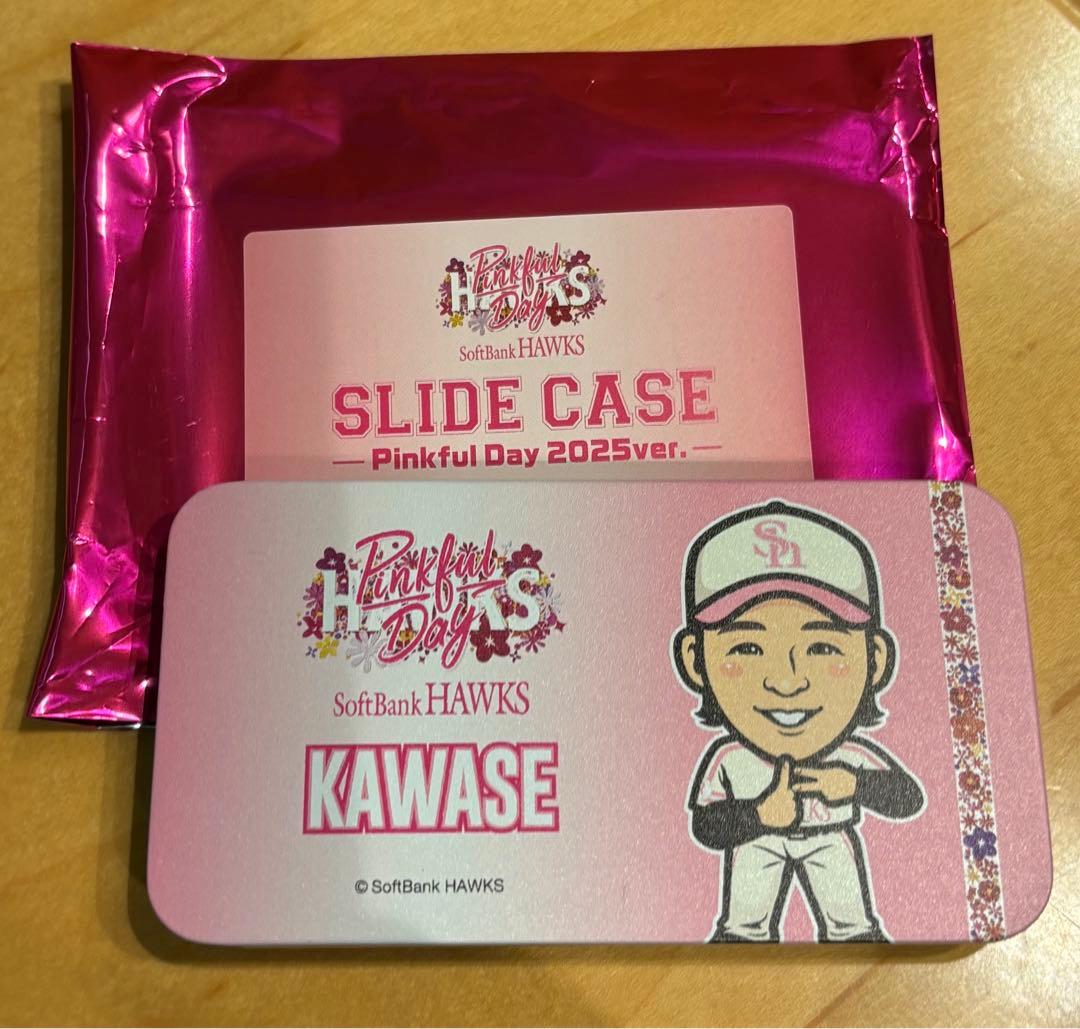 Pinkful
HAWKS
Day
SoftBank HAWKS
SLIDE CASE
Pinkful Day 2025ver.
Pinkful
HAWKS
Day
SoftBank HAWKS
KAWASE
© SoftBank HAWKS
Sh